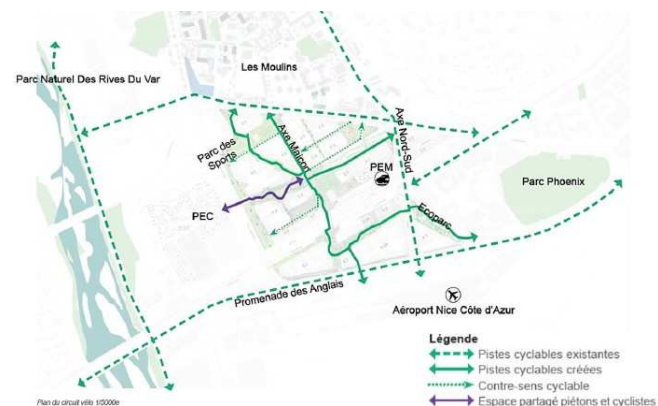 Les Moulins
Parc Naturel Des Rives Du Var
Axe Nord-Sud
Axe Maïcon
Parc des
Sports
PEM
Parc Phoenix
PEC
Ecoparc
Promenade des Anglais
Aéroport Nice Côte d'Azur
Légende
Pistes cyclables existantes
Pistes cyclables créées
Contre-sens cyclable
Espace partagé piétons et cyclistes
Plan du circuit vélo 1/5000e